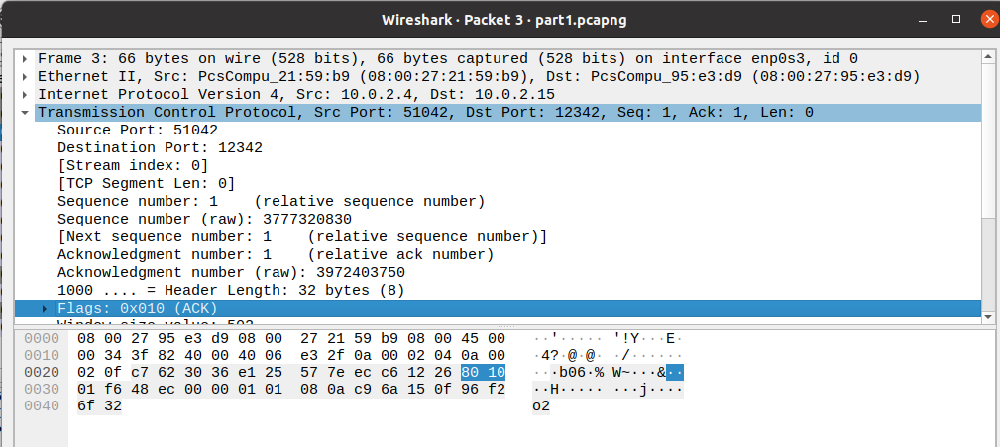 Wireshark · Packet 3 · part1.pcapng
Frame 3: 66 bytes on wire (528 bits), 66 bytes captured (528 bits) on interface enp0s3, id 0
Ethernet II, Src: PcsCompu_21:59:b9 (08:00:27:21:59:b9), Dst: PcsCompu_95:e3:d9 (08:00:27:95:e3:d9)
Internet Protocol Version 4, Src: 10.0.2.4, Dst: 10.0.2.15
Transmission Control Protocol, Src Port: 51042, Dst Port: 12342, Seq: 1, Ack: 1, Len: 0
Source Port: 51042
Destination Port: 12342
[Stream index: 0]
[TCP Segment Len: 0]
Sequence number: 1    (relative sequence number)
Sequence number (raw): 3777320830
[Next sequence number: 1    (relative sequence number)]
Acknowledgment number: 1    (relative ack number)
Acknowledgment number (raw): 3972403750
1000 .... = Header Length: 32 bytes (8)
Flags: 0x010 (ACK)
Window size value: 502
0000  08 00 27 95 e3 d9 08 00  27 21 59 b9 08 00 45 00  ··'····· '!Y···E·
0010  00 34 3f 82 40 00 40 06  e3 2f 0a 00 02 04 0a 00  ·4?·@·@· ·/······
0020  02 0f c7 62 30 36 e1 25  57 7e ec c6 12 26 80 10  ···b06·% W~···&··
0030  01 f6 48 ec 00 00 01 01  08 0a c9 6a 15 0f 96 f2  ··H····· ···j····
0040  6f 32  o2